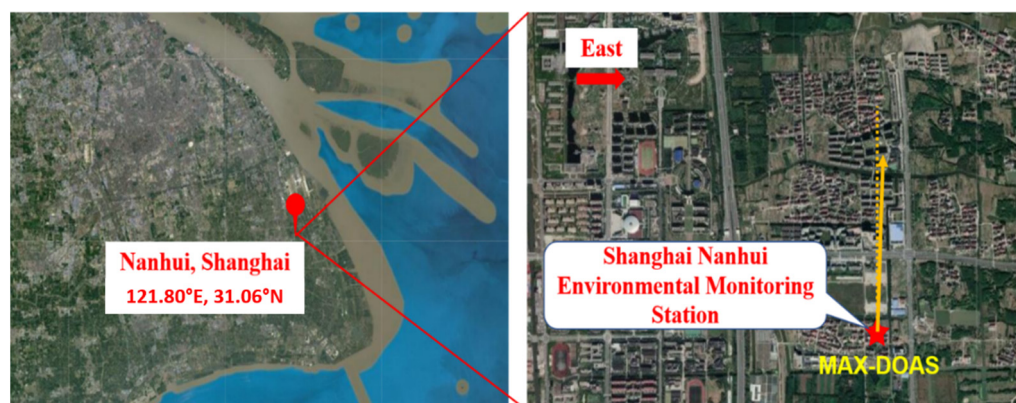 Nanhui, Shanghai
121.80°E, 31.06°N
East
Shanghai Nanhui
Environmental Monitoring
Station
MAX-DOAS